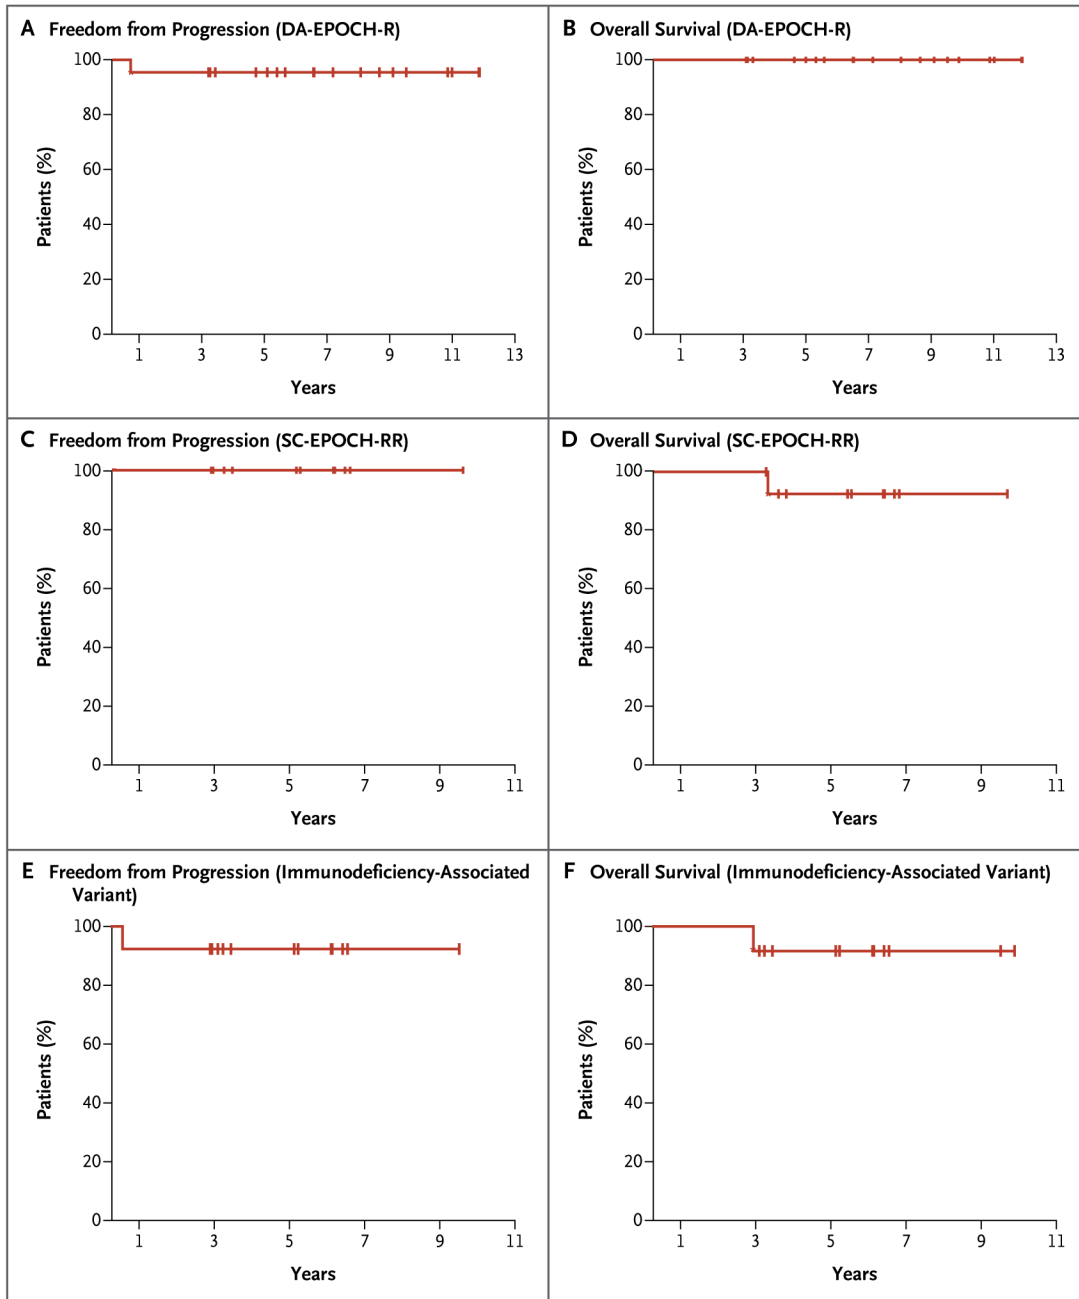 A Freedom from Progression (DA-EPOCH-R)
100
80
60
40
20
0
Patients (%)
1 3 5 7 9 11 13
Years
B Overall Survival (DA-EPOCH-R)
100
80
60
40
20
0
Patients (%)
1 3 5 7 9 11 13
Years
C Freedom from Progression (SC-EPOCH-RR)
100
80
60
40
20
0
Patients (%)
1 3 5 7 9 11
Years
D Overall Survival (SC-EPOCH-RR)
100
80
60
40
20
0
Patients (%)
1 3 5 7 9 11
Years
E Freedom from Progression (Immunodeficiency-Associated
Variant)
100
80
60
40
20
0
Patients (%)
1 3 5 7 9 11
Years
F Overall Survival (Immunodeficiency-Associated Variant)
100
80
60
40
20
0
Patients (%)
1 3 5 7 9 11
Years